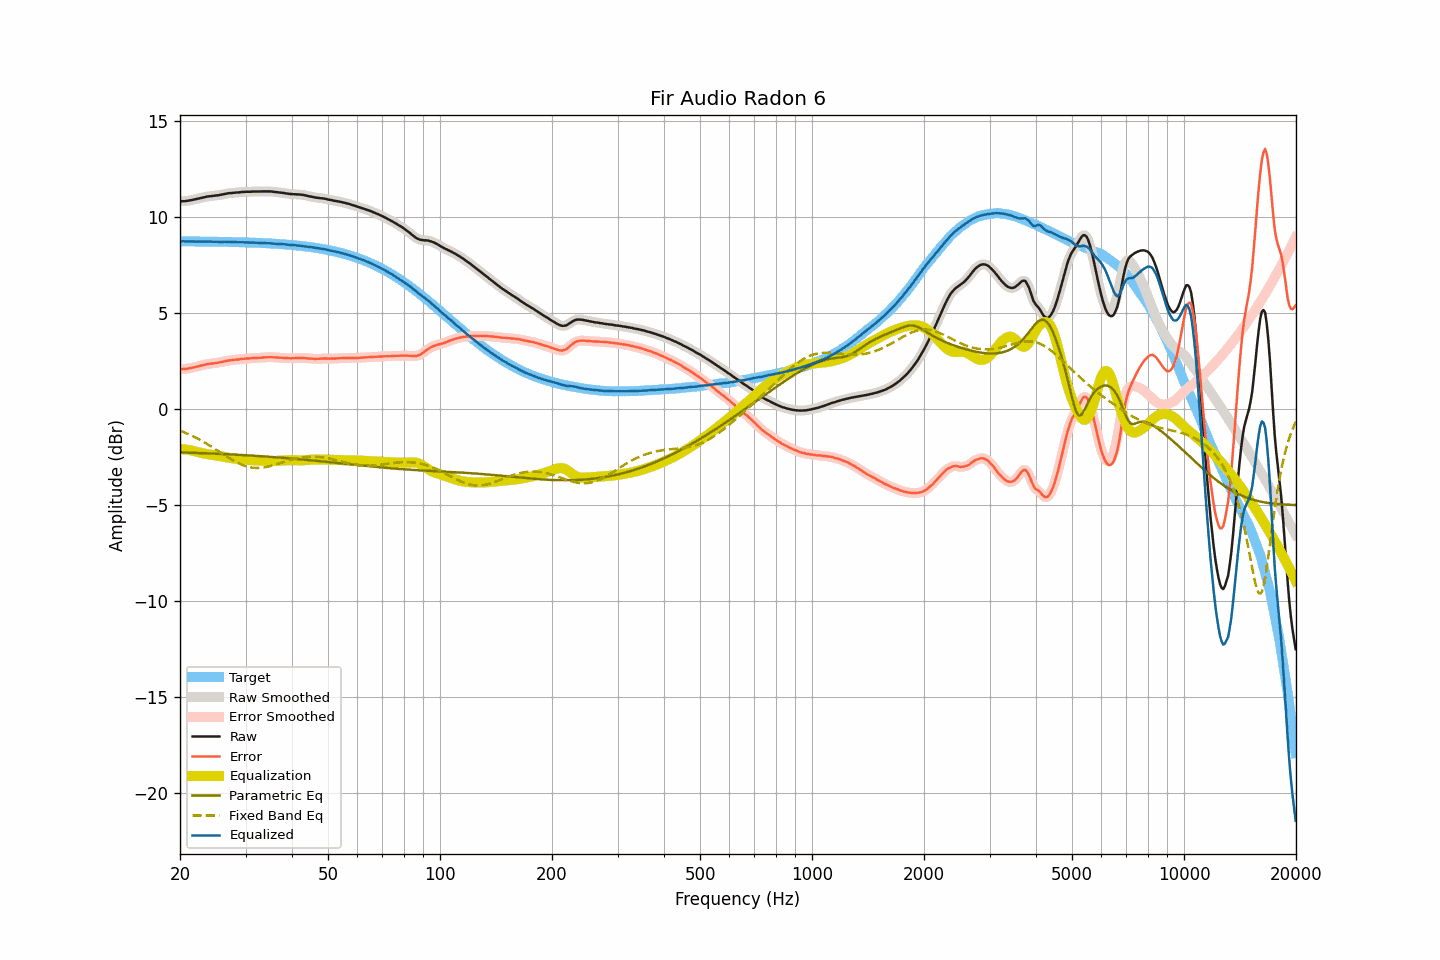 Fir Audio Radon 6
15
10
5
0
−5
−10
−15
−20
Amplitude (dBr)
Target
Raw Smoothed
Error Smoothed
Raw
Error
Equalization
Parametric Eq
Fixed Band Eq
Equalized
20 50 100 200 500 1000 2000 5000 10000 20000
Frequency (Hz)